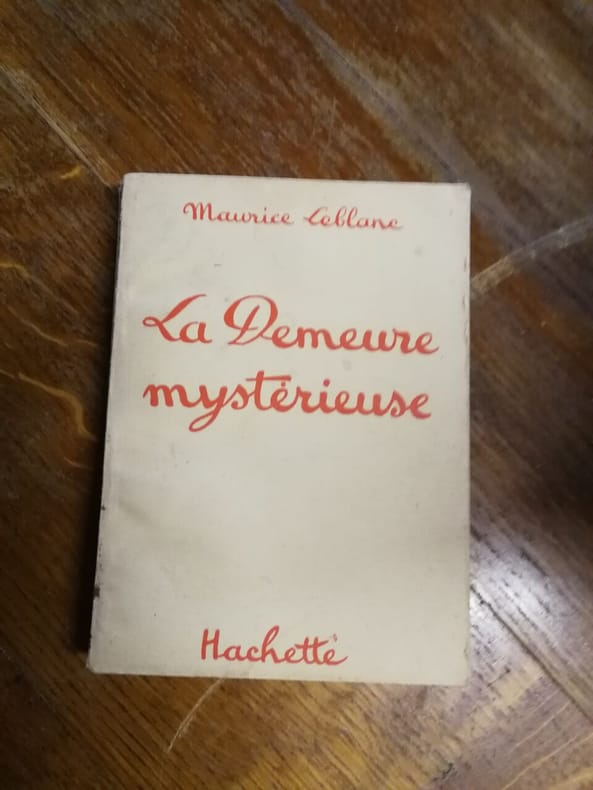 Maurice Leblanc
La Demeure
mystérieuse
Hachette